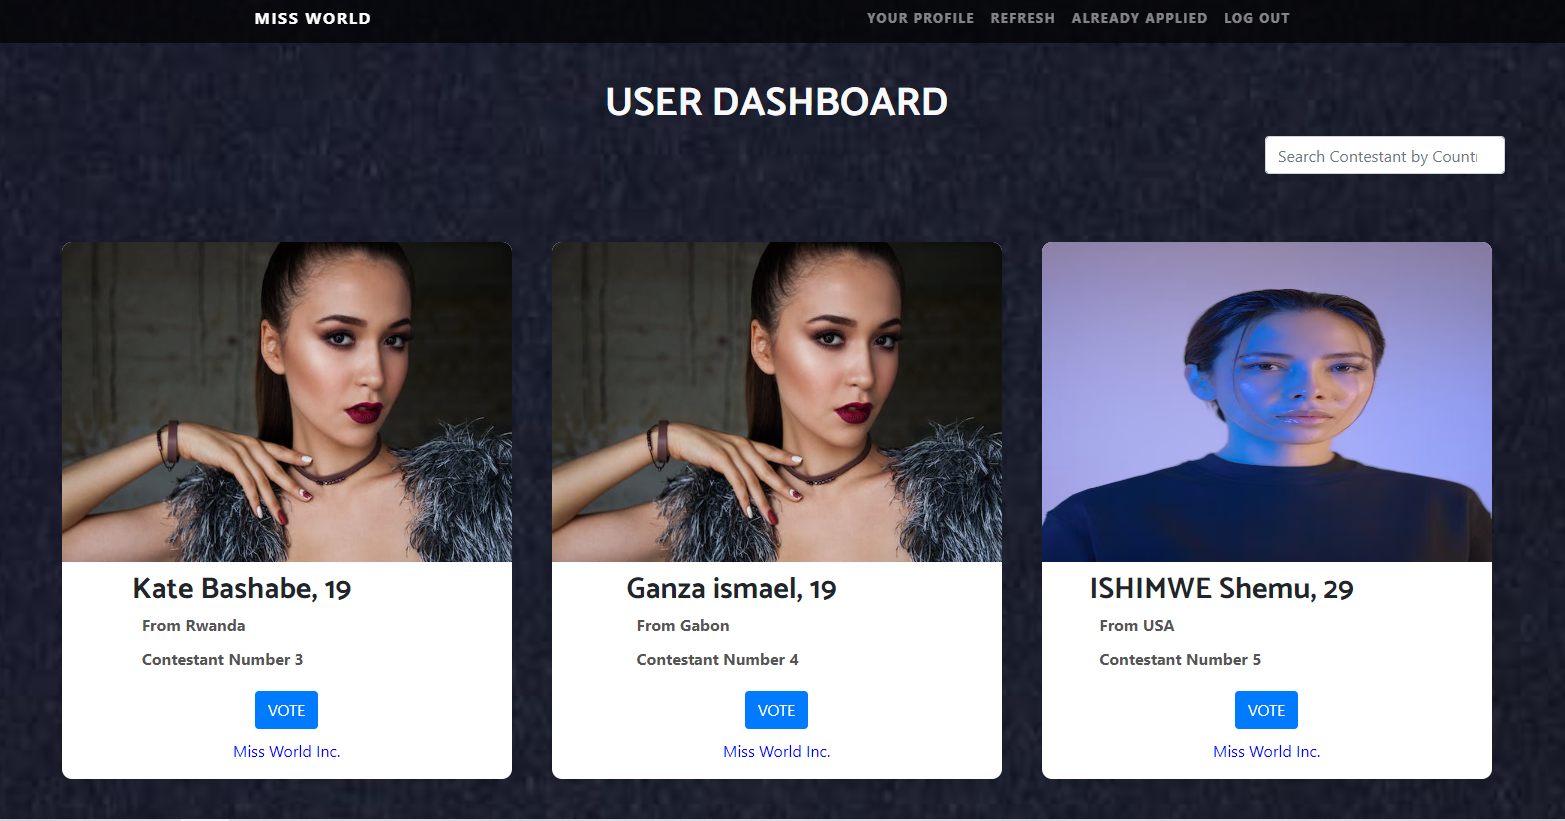 MISS WORLD YOUR PROFILE REFRESH ALREADY APPLIED LOG OUT
USER DASHBOARD
Search Contestant by Count
Kate Bashabe, 19
From Rwanda
Contestant Number 3
VOTE
Miss World Inc.
Ganza ismael, 19
From Gabon
Contestant Number 4
VOTE
Miss World Inc.
ISHIMWE Shemu, 29
From USA
Contestant Number 5
VOTE
Miss World Inc.